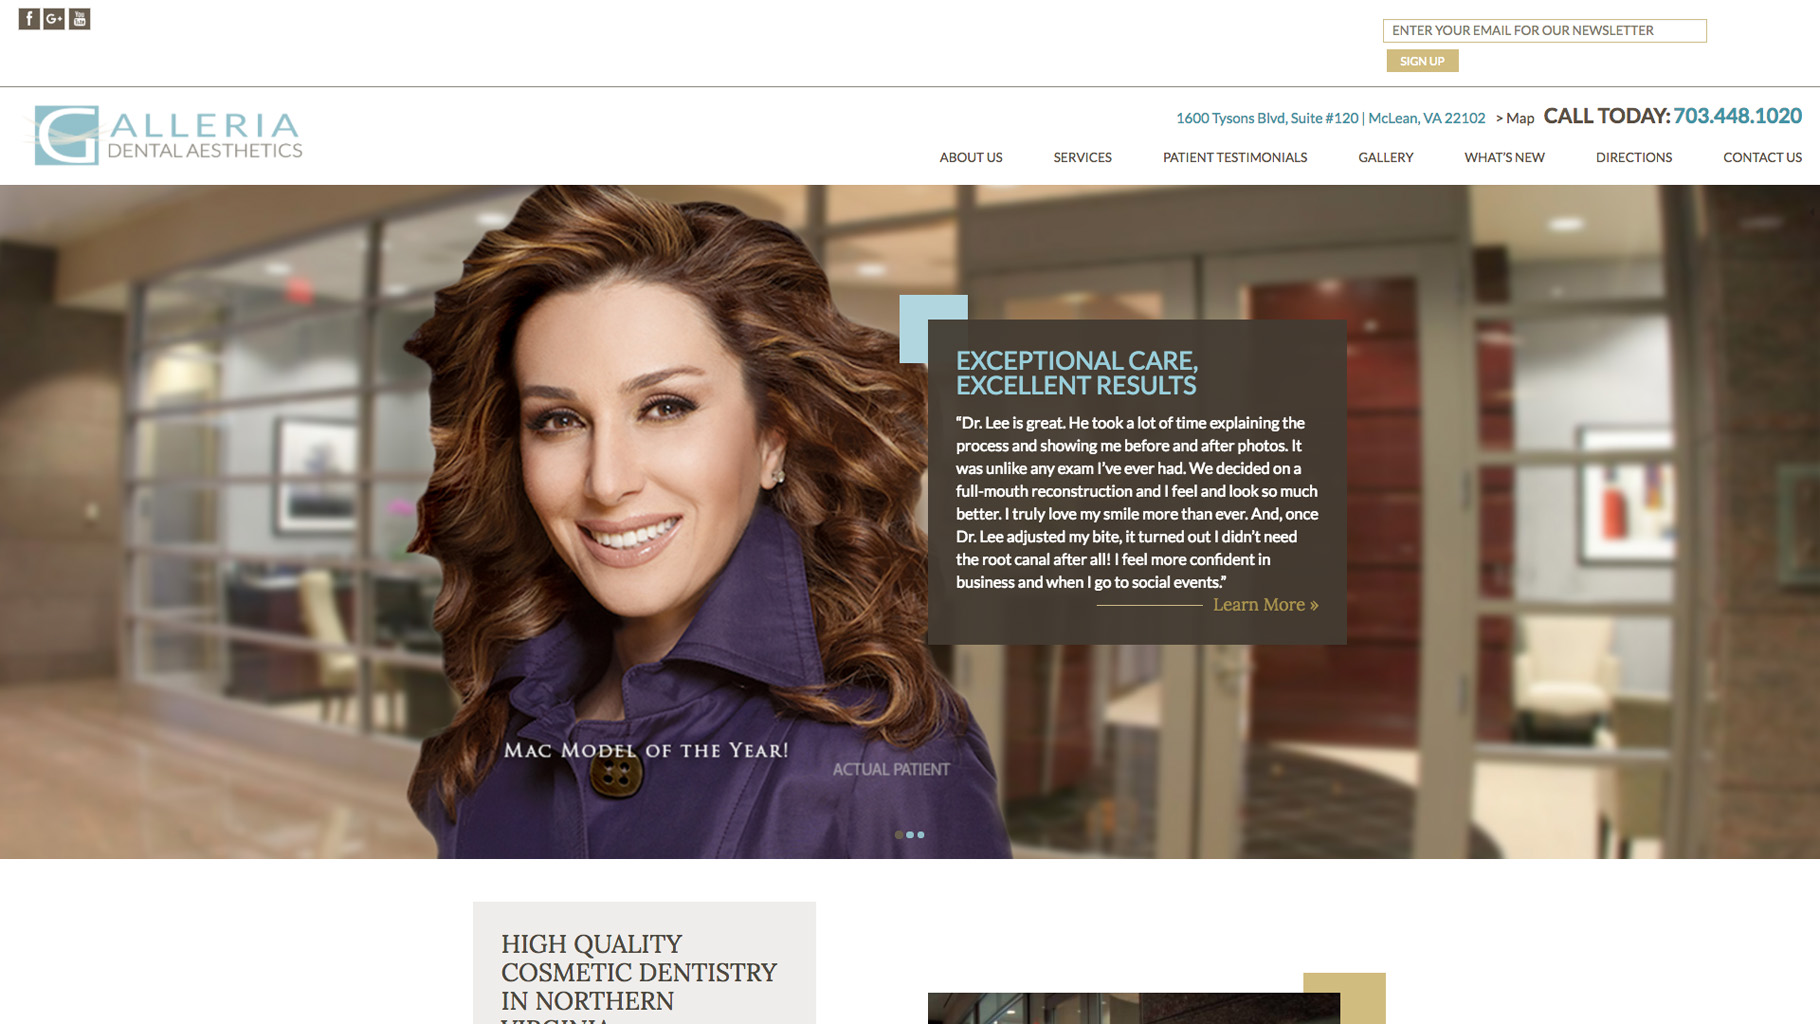 f G+ You Tube
ENTER YOUR EMAIL FOR OUR NEWSLETTER
SIGN UP
GALLERIA
DENTAL AESTHETICS
1600 Tysons Blvd, Suite #120 | McLean, VA 22102 > Map CALL TODAY: 703.448.1020
ABOUT US SERVICES PATIENT TESTIMONIALS GALLERY WHAT'S NEW DIRECTIONS CONTACT US
EXCEPTIONAL CARE,
EXCELLENT RESULTS
“Dr. Lee is great. He took a lot of time explaining the
process and showing me before and after photos. It
was unlike any exam I’ve ever had. We decided on a
full-mouth reconstruction and I feel and look so much
better. I truly love my smile more than ever. And, once
Dr. Lee adjusted my bite, it turned out I didn’t need
the root canal after all! I feel more confident in
business and when I go to social events.”
Learn More »
MAC MODEL OF THE YEAR!
ACTUAL PATIENT
HIGH QUALITY
COSMETIC DENTISTRY
IN NORTHERN
VIRGINIA